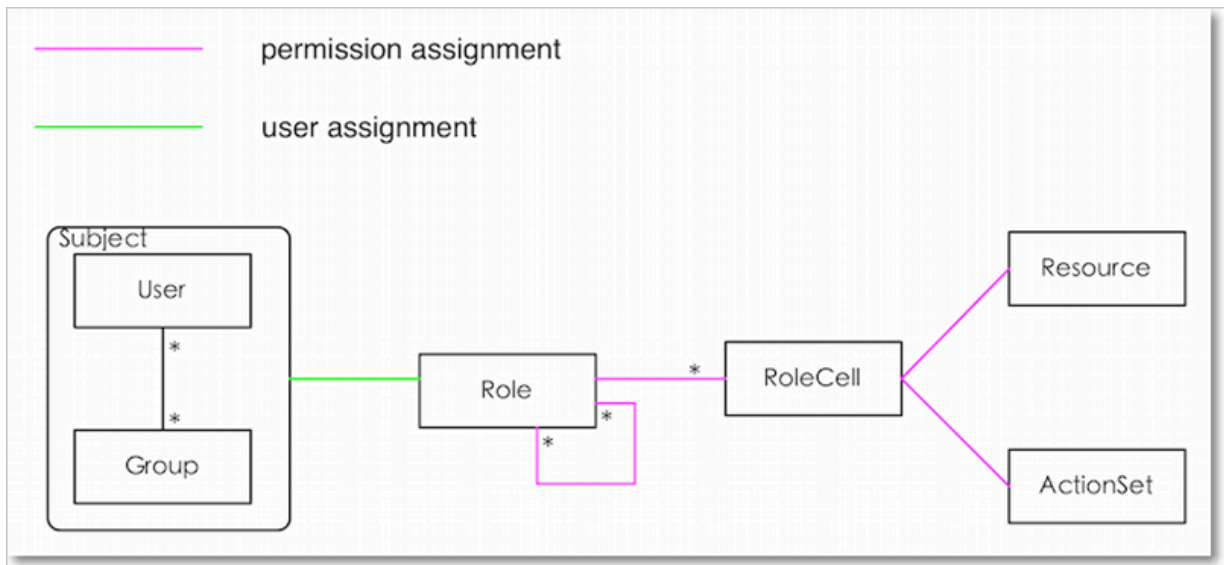 permission assignment
user assignment
Subject
User
*
*
Group
Role
*
*
*
RoleCell
Resource
ActionSet